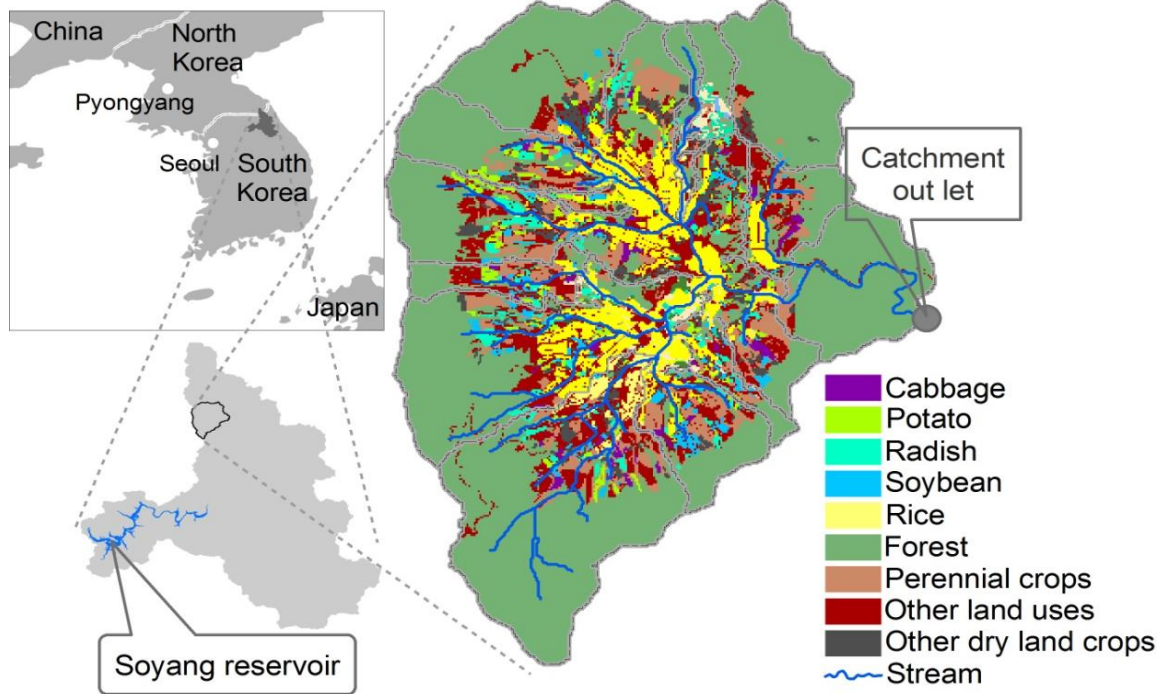 China
North
Korea
Pyongyang
Seoul
South
Korea
Japan
Soyang reservoir
Catchment
out let
Cabbage
Potato
Radish
Soybean
Rice
Forest
Perennial crops
Other land uses
Other dry land crops
Stream